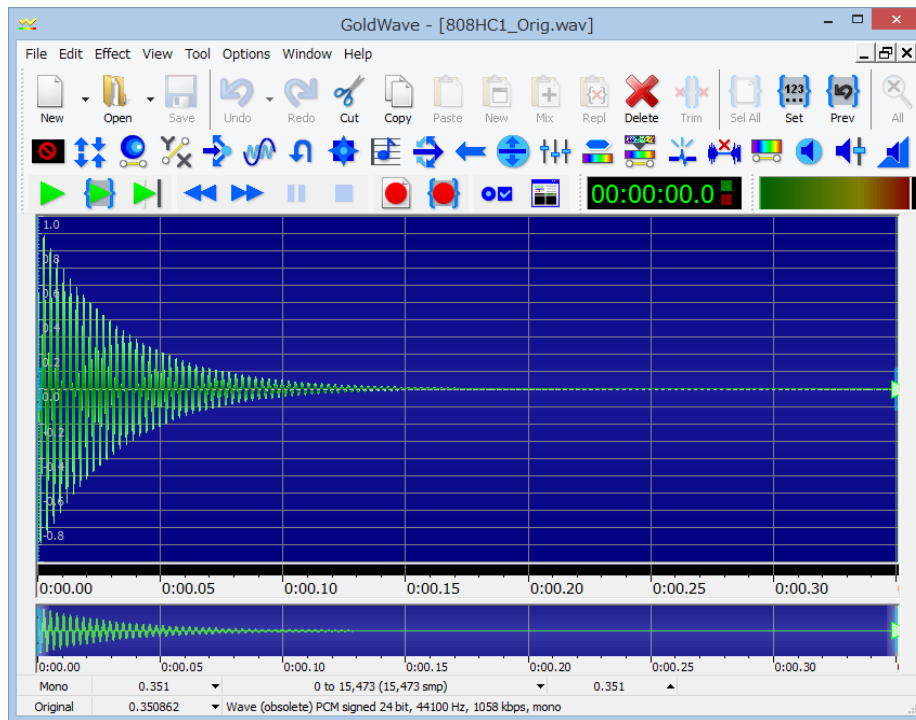 GoldWave - [808HC1_Orig.wav]
File Edit Effect View Tool Options Window Help
New Open Save Undo Redo Cut Copy Paste New Mix Repl Delete Trim Sel All Set Prev All
123
00:00:00.0
1.0
0.8
0.6
0.4
0.2
0.0
-0.2
-0.4
-0.6
-0.8
0:00.00 0:00.05 0:00.10 0:00.15 0:00.20 0:00.25 0:00.30
0:00.00 0:00.05 0:00.10 0:00.15 0:00.20 0:00.25 0:00.30
Mono 0.351 0 to 15,473 (15,473 smp) 0.351
Original 0.350862 Wave (obsolete) PCM signed 24 bit, 44100 Hz, 1058 kbps, mono